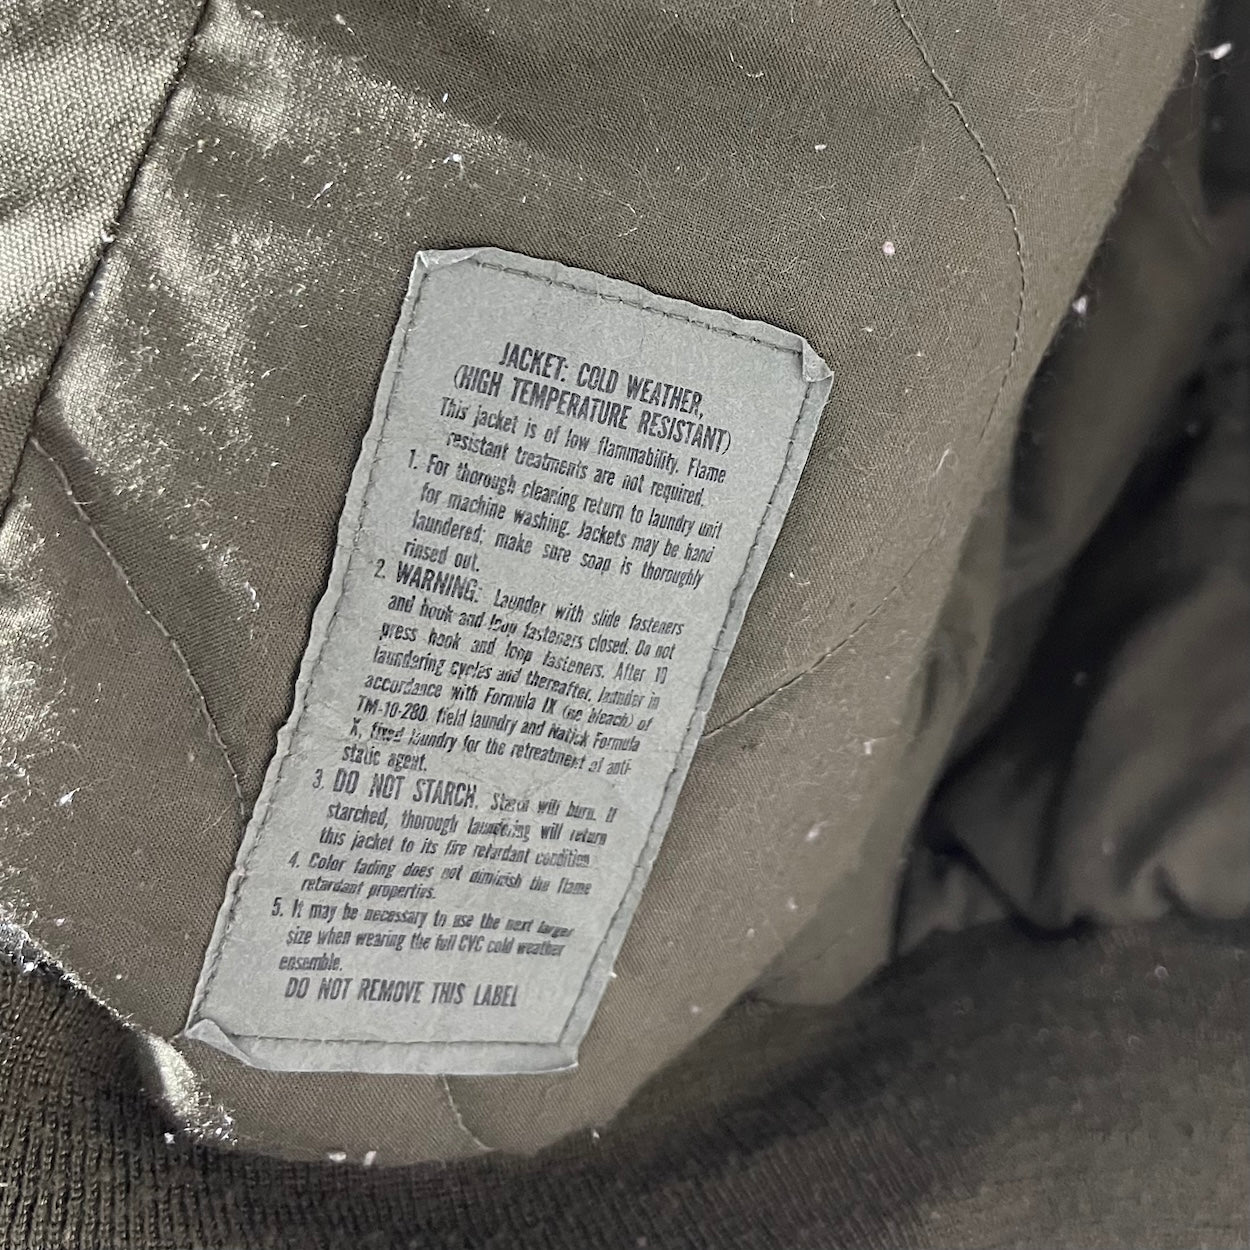 JACKET: COLD WEATHER,
(HIGH TEMPERATURE RESISTANT)
This jacket is of low flammability. Flame
resistant treatments are not required.
1. For thorough cleaning return to laundry unit
for machine washing. Jackets may be hand
laundered; make sure soap is thoroughly
rinsed out.
2. WARNING: Launder with slide fasteners
and hook and loop fasteners closed. Do not
press hook and loop fasteners. After 10
laundering cycles and thereafter, launder in
accordance with Formula IX (no bleach) of
TM-10-280, field laundry and Natick Formula
X, fixed laundry for the retreatment of anti-
static agent.
3. DO NOT STARCH. Starch will burn. If
starched, thorough laundering will return
this jacket to its fire retardant condition
4. Color fading does not diminish the flame
retardant properties.
5. It may be necessary to use the next larger
size when wearing the full CVC cold weather
ensemble.
DO NOT REMOVE THIS LABEL